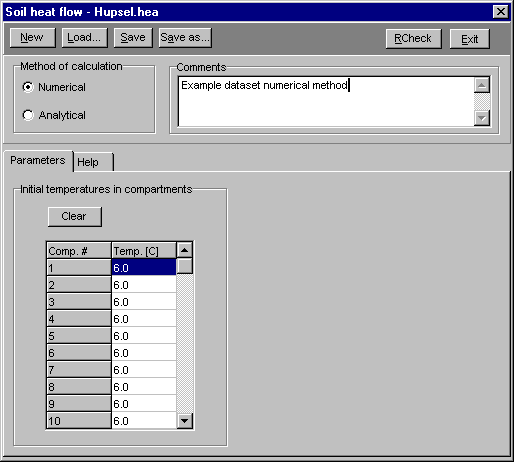 Soil heat flow - Hupsel.hea
New Load... Save Save as... RCheck Exit
Method of calculation
Numerical
Analytical
Comments
Example dataset numerical method
Parameters Help
Initial temperatures in compartments
Clear
Comp. # Temp. [C]
1 6.0
2 6.0
3 6.0
4 6.0
5 6.0
6 6.0
7 6.0
8 6.0
9 6.0
10 6.0